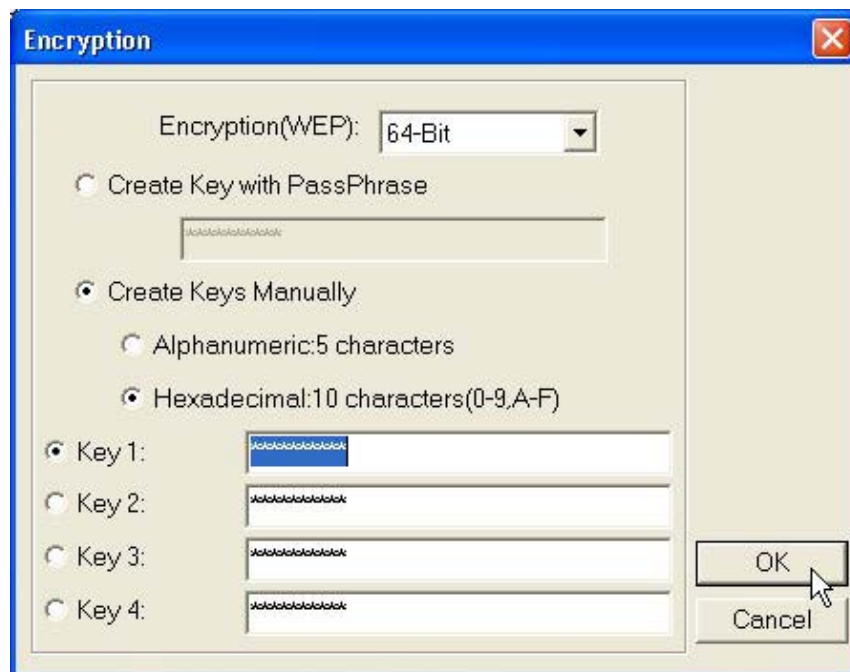 Encryption
Encryption(WEP): 64-Bit
Create Key with PassPhrase
**********
Create Keys Manually
Alphanumeric:5 characters
Hexadecimal:10 characters(0-9,A-F)
Key 1: **********
Key 2: **********
Key 3: **********
OK
Key 4: **********
Cancel